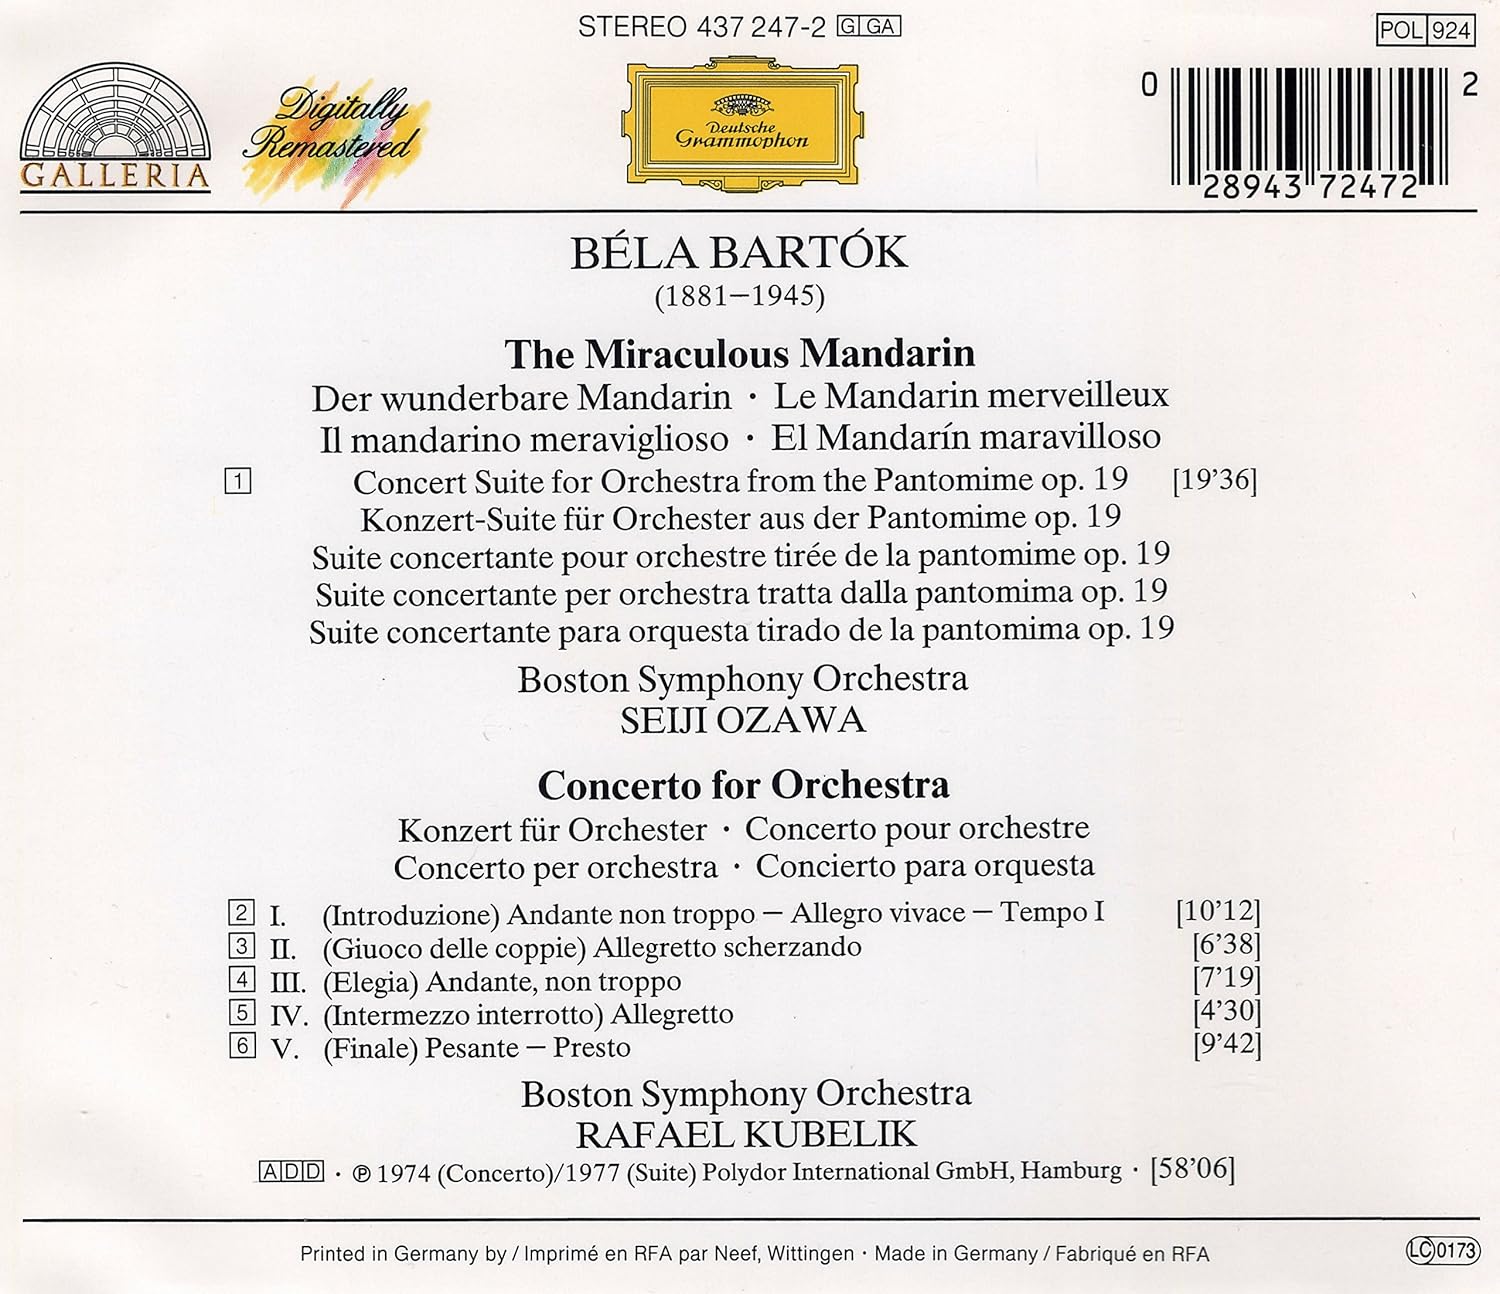 STEREO 437 247-2 G GA
POL 924
GALLERIA
Digitally
Remastered
Deutsche
Grammophon
0 28943 72472 2
BÉLA BARTÓK
(1881–1945)
The Miraculous Mandarin
Der wunderbare Mandarin · Le Mandarin merveilleux
Il mandarino meraviglioso · El Mandarín maravilloso
1 Concert Suite for Orchestra from the Pantomime op. 19 [19’36]
Konzert-Suite für Orchester aus der Pantomime op. 19
Suite concertante pour orchestre tirée de la pantomime op. 19
Suite concertante per orchestra tratta dalla pantomima op. 19
Suite concertante para orquesta tirado de la pantomima op. 19
Boston Symphony Orchestra
SEIJI OZAWA
Concerto for Orchestra
Konzert für Orchester · Concerto pour orchestre
Concerto per orchestra · Concierto para orquesta
2 I. (Introduzione) Andante non troppo – Allegro vivace – Tempo I [10’12]
3 II. (Giuoco delle coppie) Allegretto scherzando [6’38]
4 III. (Elegia) Andante, non troppo [7’19]
5 IV. (Intermezzo interrotto) Allegretto [4’30]
6 V. (Finale) Pesante – Presto [9’42]
Boston Symphony Orchestra
RAFAEL KUBELIK
ADD · ℗ 1974 (Concerto)/1977 (Suite) Polydor International GmbH, Hamburg · [58’06]
Printed in Germany by / Imprimé en RFA par Neef, Wittingen · Made in Germany / Fabriqué en RFA
LC 0173